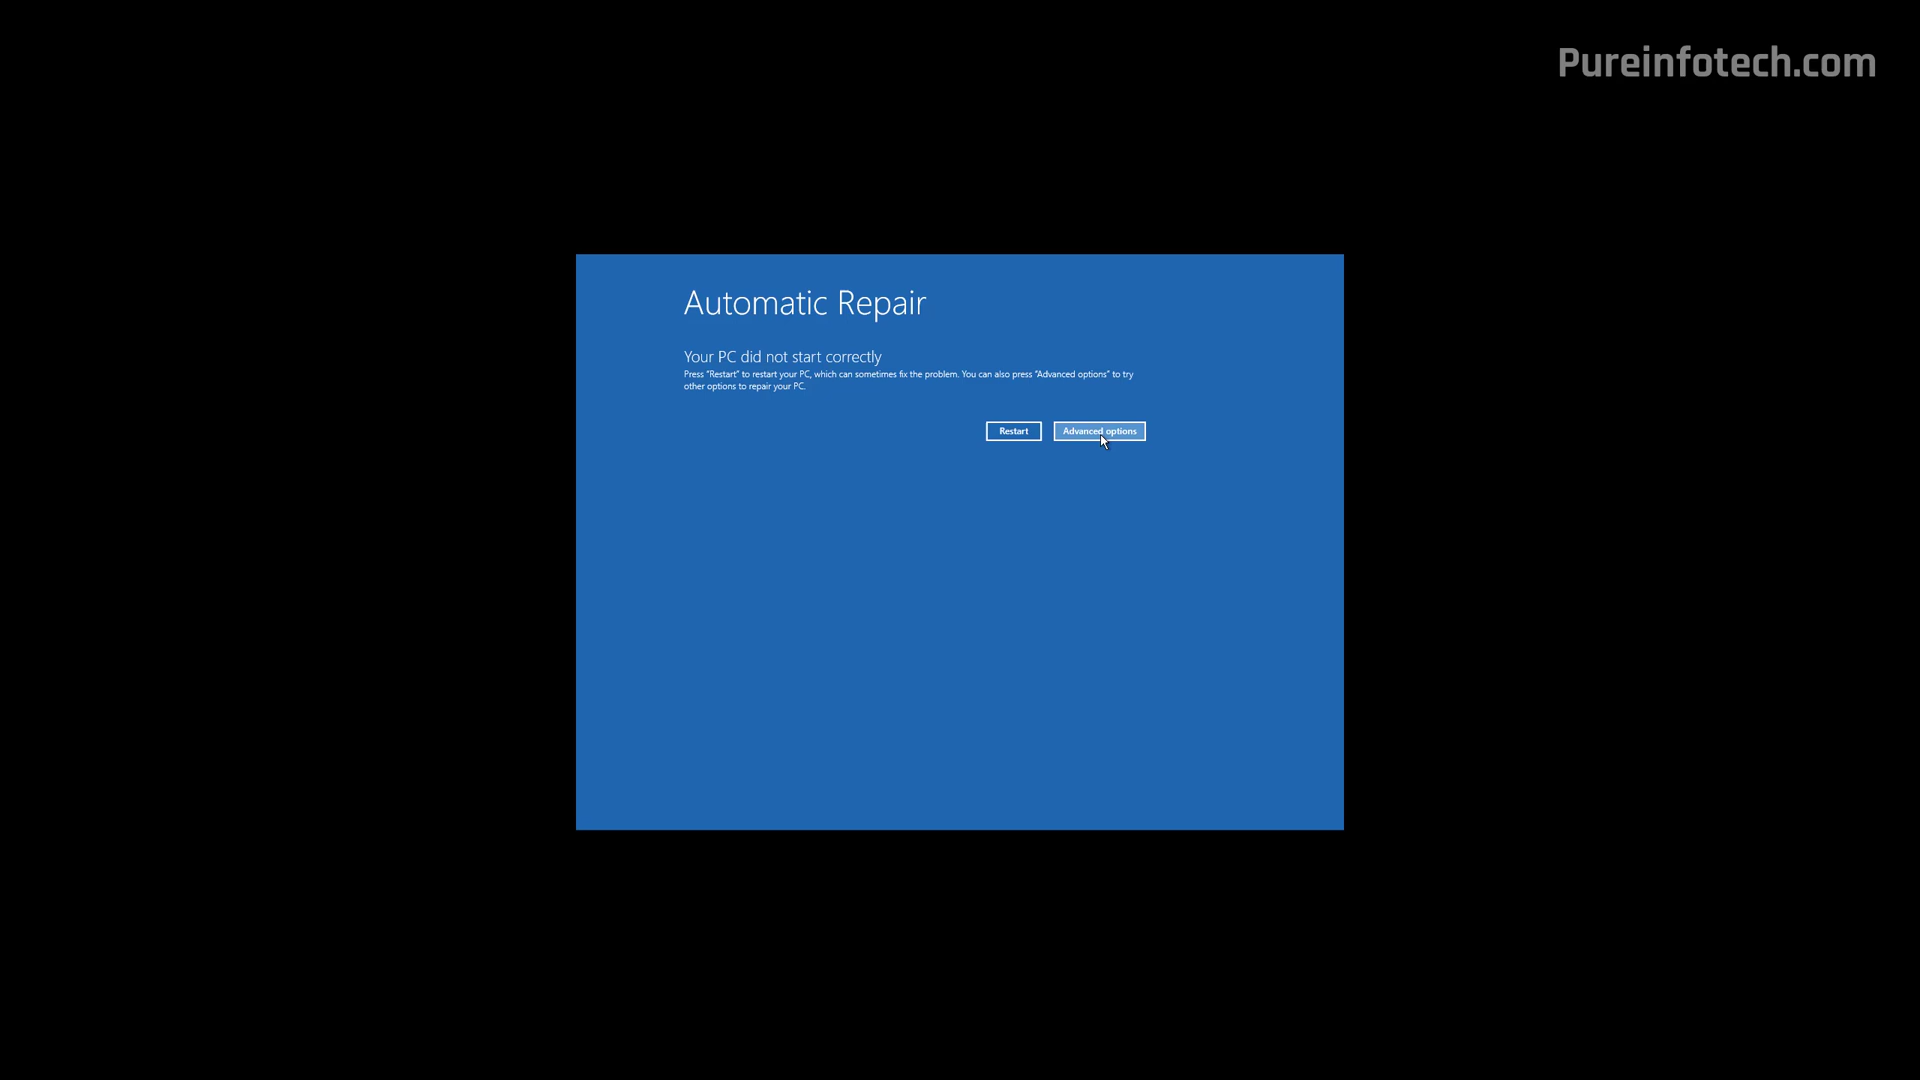 Pureinfotech.com
Automatic Repair
Your PC did not start correctly
Press "Restart" to restart your PC, which can sometimes fix the problem. You can also press "Advanced options" to try
other options to repair your PC.
Restart
Advanced options